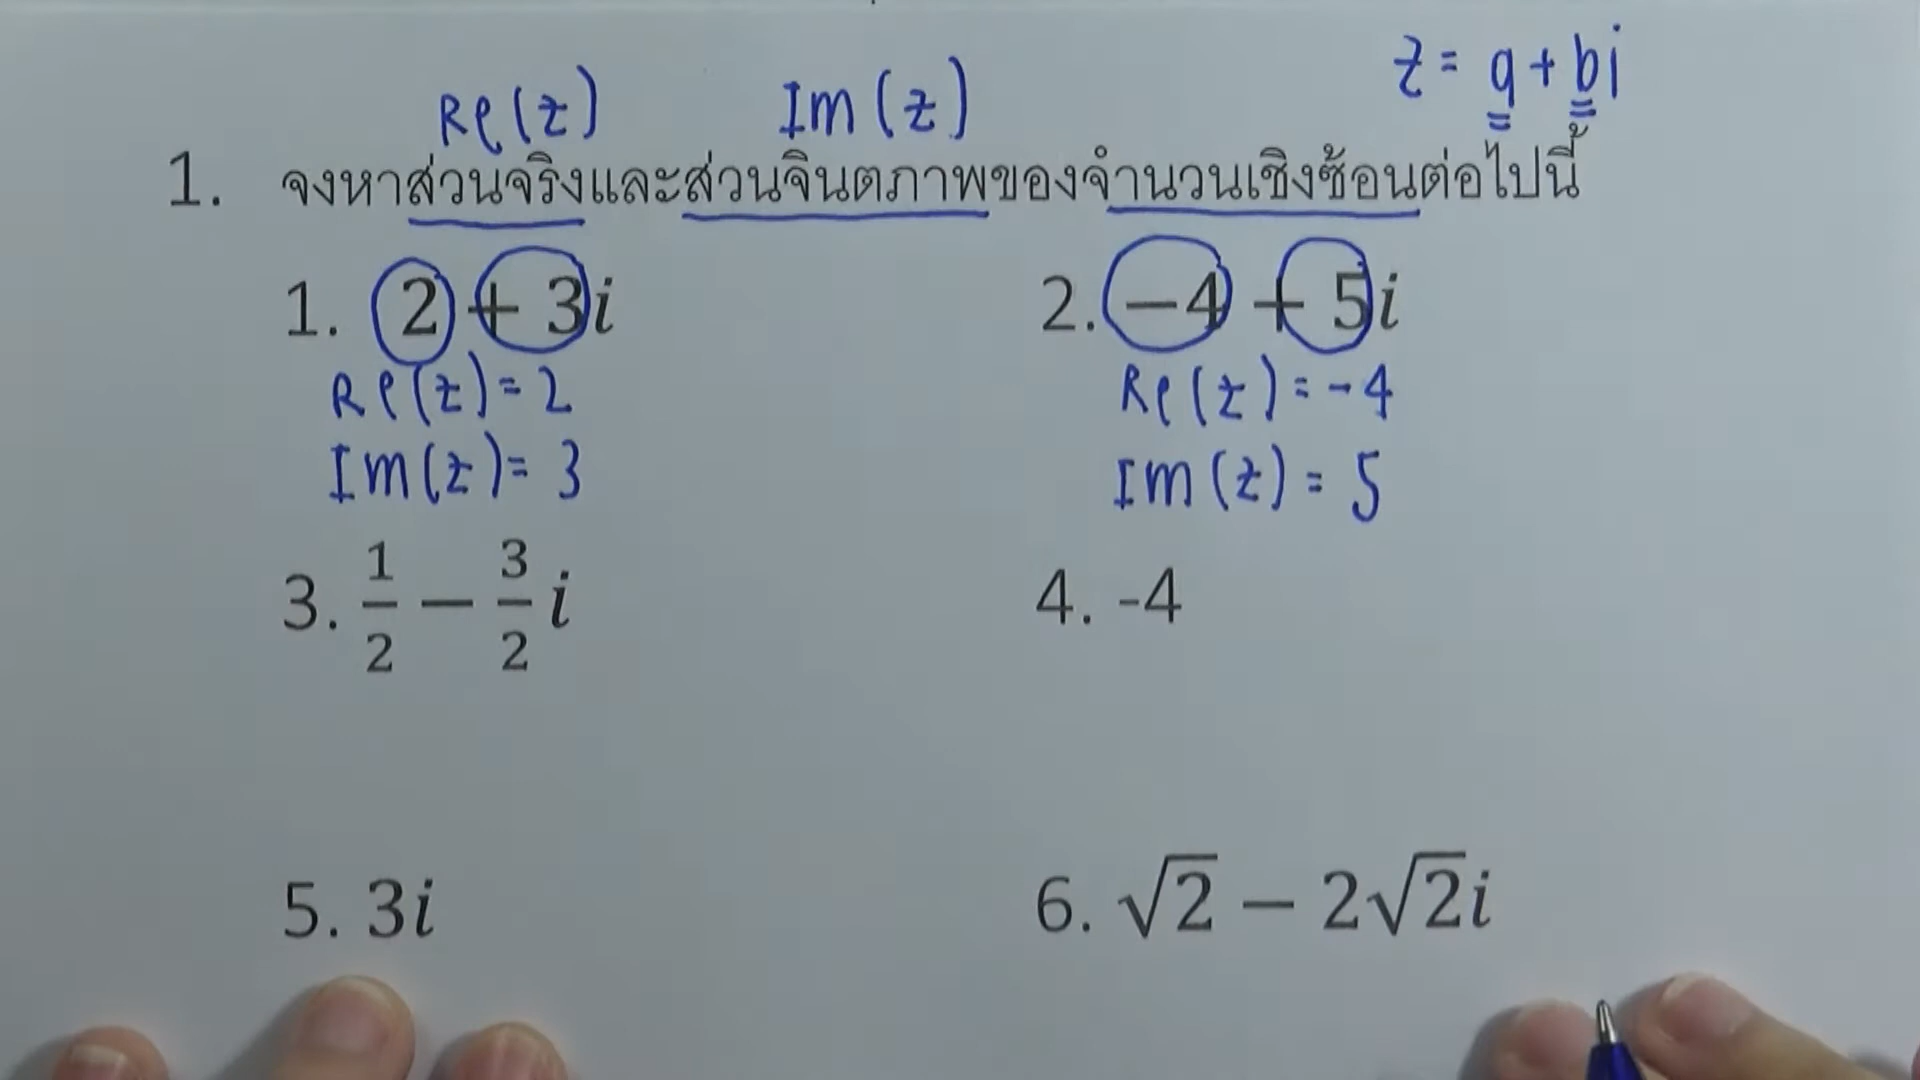 Re(z) Im(z) z = a + bi
1. จงหาส่วนจริงและส่วนจินตภาพของจำนวนเชิงซ้อนต่อไปนี้
1. 2 + 3i 2. −4 + 5i
Re(z) = 2 Re(z) = -4
Im(z) = 3 Im(z) = 5
3. 1/2 − 3/2 i 4. -4
5. 3i 6. √2 − 2√2i